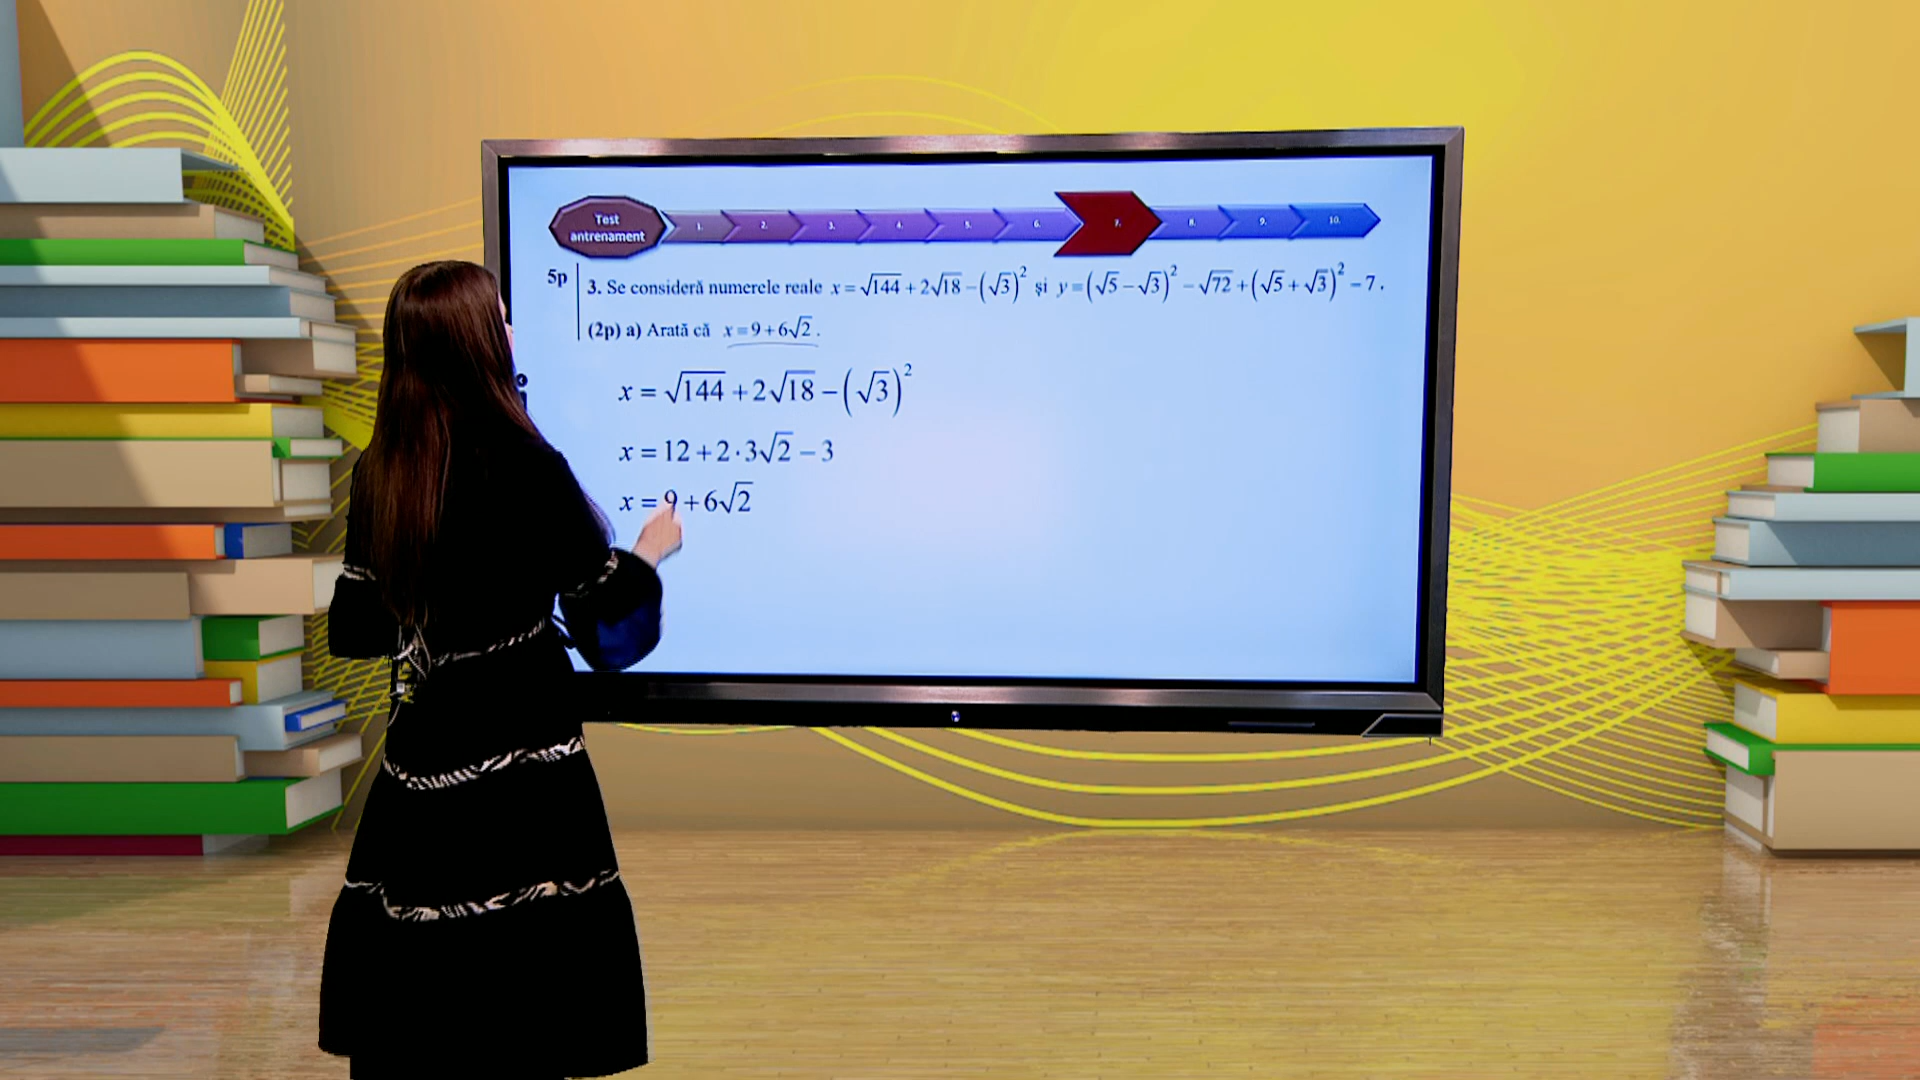 Test
antrenament
1. 2. 3. 4. 5. 6. 7. 8. 9. 10.
5p
3. Se consideră numerele reale x = √144 + 2√18 − (√3)² și y = (√5 − √3)² − √72 + (√5 + √3)² − 7.
(2p) a) Arată că x = 9 + 6√2.
x = √144 + 2√18 − (√3)²
x = 12 + 2·3√2 − 3
x = 9 + 6√2